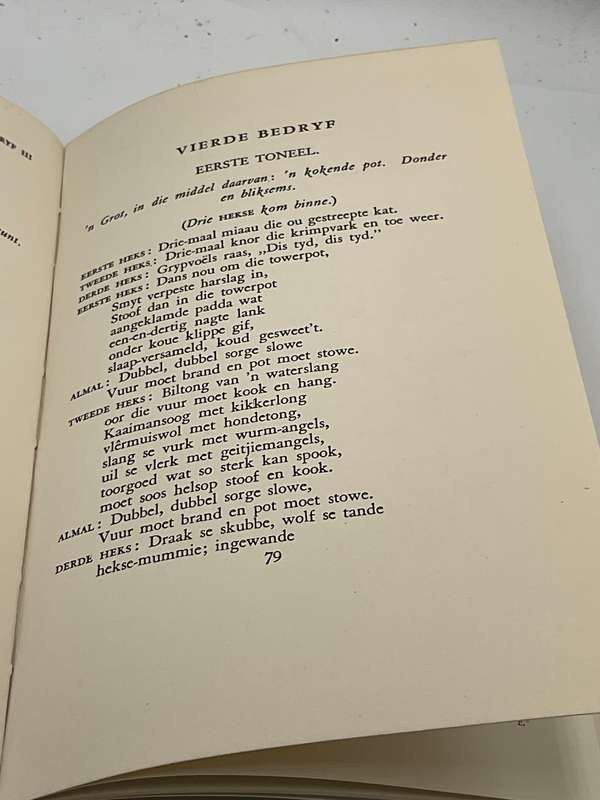 RYF III
unt.
VIERDE BEDRYF
EERSTE TONEEL.
'n Grot, in die middel daarvan: 'n kokende pot. Donder
en bliksems.
(Drie HEKSE kom binne.)
EERSTE HEKS: Drie-maal miaau die ou gestreepte kat.
TWEEDE HEKS: Drie-maal knor die krimpvark en toe weer.
DERDE HEKS: Grypvoëls raas, „Dis tyd, dis tyd.”
EERSTE HEKS: Dans nou om die towerpot,
Smyt verpeste harslag in,
Stoof dan in die towerpot
aangeklamde padda wat
een-en-dertig nagte lank
onder koue klippe gif,
slaap-versameld, koud gesweet't.
ALMAL: Dubbel, dubbel sorge slowe
Vuur moet brand en pot moet stowe.
TWEEDE HEKS: Biltong van 'n waterslang
oor die vuur moet kook en hang.
Kaaimansoog met kikkerlong
vlêrmuiswol met hondetong,
slang se vurk met wurm-angels,
uil se vlerk met geitjiemangels,
toorgoed wat so sterk kan spook,
moet soos helsop stoof en kook.
ALMAL: Dubbel, dubbel sorge slowe,
Vuur moet brand en pot moet stowe.
DERDE HEKS: Draak se skubbe, wolf se tande
hekse-mummie; ingewande
79